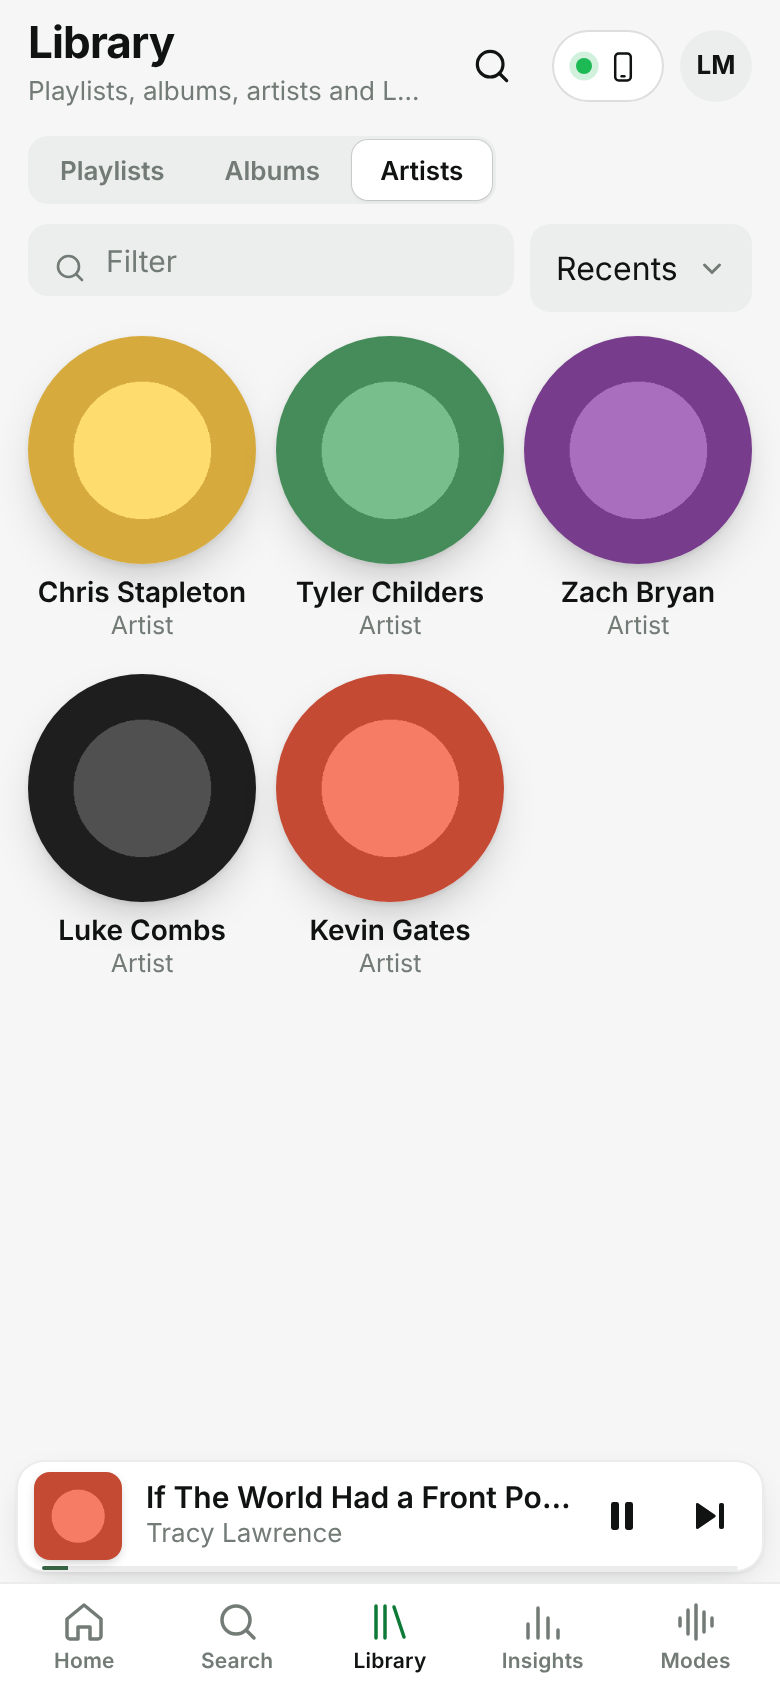 Library
Playlists, albums, artists and L...
LM
Playlists Albums Artists
Filter
Recents
Chris Stapleton
Artist
Tyler Childers
Artist
Zach Bryan
Artist
Luke Combs
Artist
Kevin Gates
Artist
If The World Had a Front Po...
Tracy Lawrence
Home Search Library Insights Modes